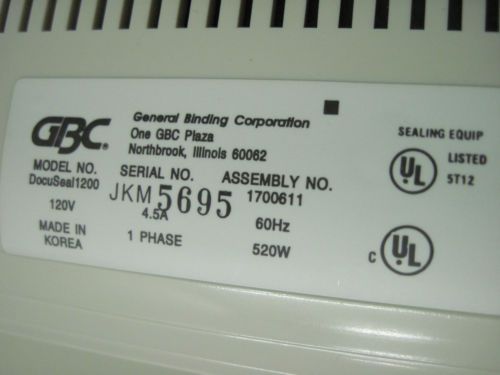 GBC®
General Binding Corporation
One GBC Plaza
Northbrook, Illinois 60062
MODEL NO.
DocuSeal1200
SERIAL NO.
JKM5695
ASSEMBLY NO.
1700611
120V
4.5A
60Hz
MADE IN
KOREA
1 PHASE
520W
SEALING EQUIP
UL
LISTED
5T12
C UL